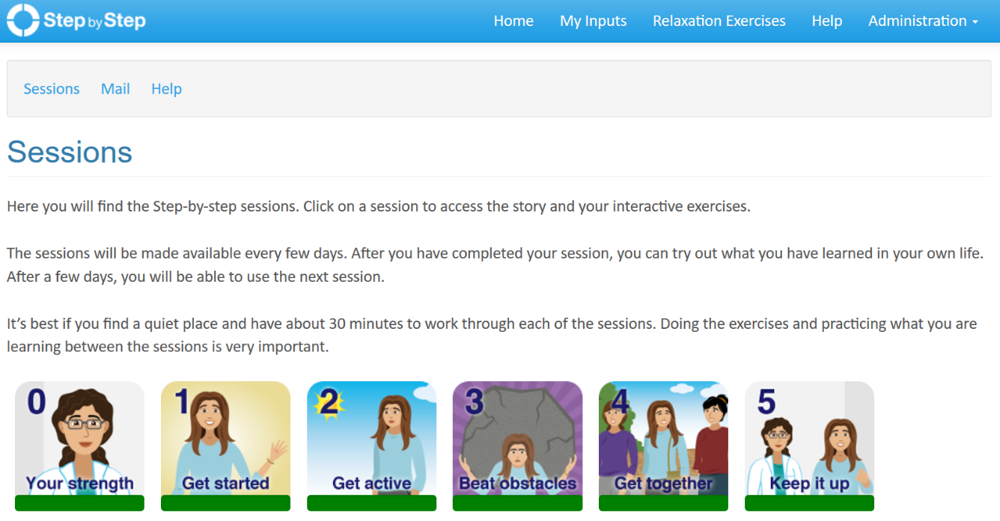 Step by Step
Home My Inputs Relaxation Exercises Help Administration
Sessions Mail Help
Sessions
Here you will find the Step-by-step sessions. Click on a session to access the story and your interactive exercises.
The sessions will be made available every few days. After you have completed your session, you can try out what you have learned in your own life.
After a few days, you will be able to use the next session.
It’s best if you find a quiet place and have about 30 minutes to work through each of the sessions. Doing the exercises and practicing what you are
learning between the sessions is very important.
0
Your strength
1
Get started
2
Get active
3
Beat obstacles
4
Get together
5
Keep it up